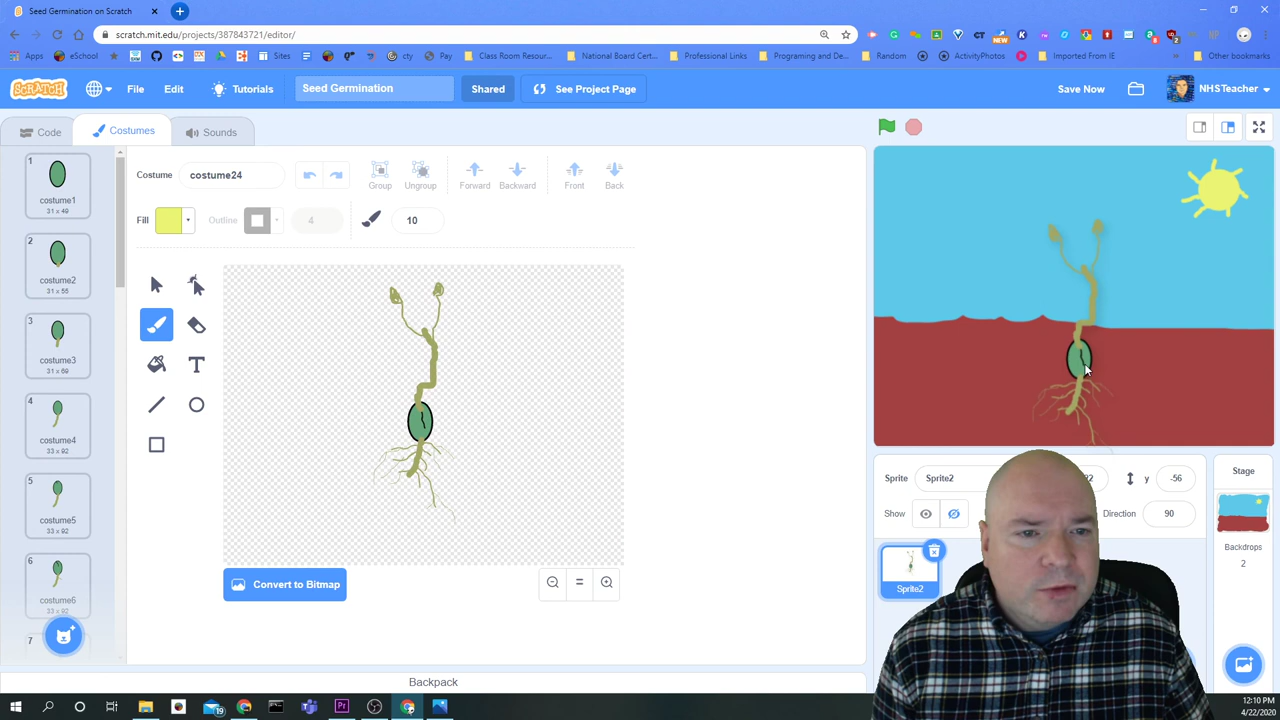 Seed Germination on Scratch
scratch.mit.edu/projects/387843721/editor/
Apps
eSchool
Sites
cty
Pay
Class Room Resour...
National Board Cert...
Professional Links
Programing and De...
Random
ActivityPhotos
Imported From IE
Other bookmarks
SCRATCH
File
Edit
Tutorials
Seed Germination
Shared
See Project Page
Save Now
NHSTeacher
Code
Costumes
Sounds
1
costume1
31 x 49
2
costume2
31 x 55
3
costume3
31 x 69
4
costume4
33 x 92
5
costume5
33 x 92
6
costume6
33 x 92
7
Costume
costume24
Group
Ungroup
Forward
Backward
Front
Back
Fill
Outline
4
10
T
Convert to Bitmap
Sprite
Sprite2
y
-56
Show
Direction
90
Sprite2
Stage
Backdrops
2
Backpack
12:10 PM
4/22/2020